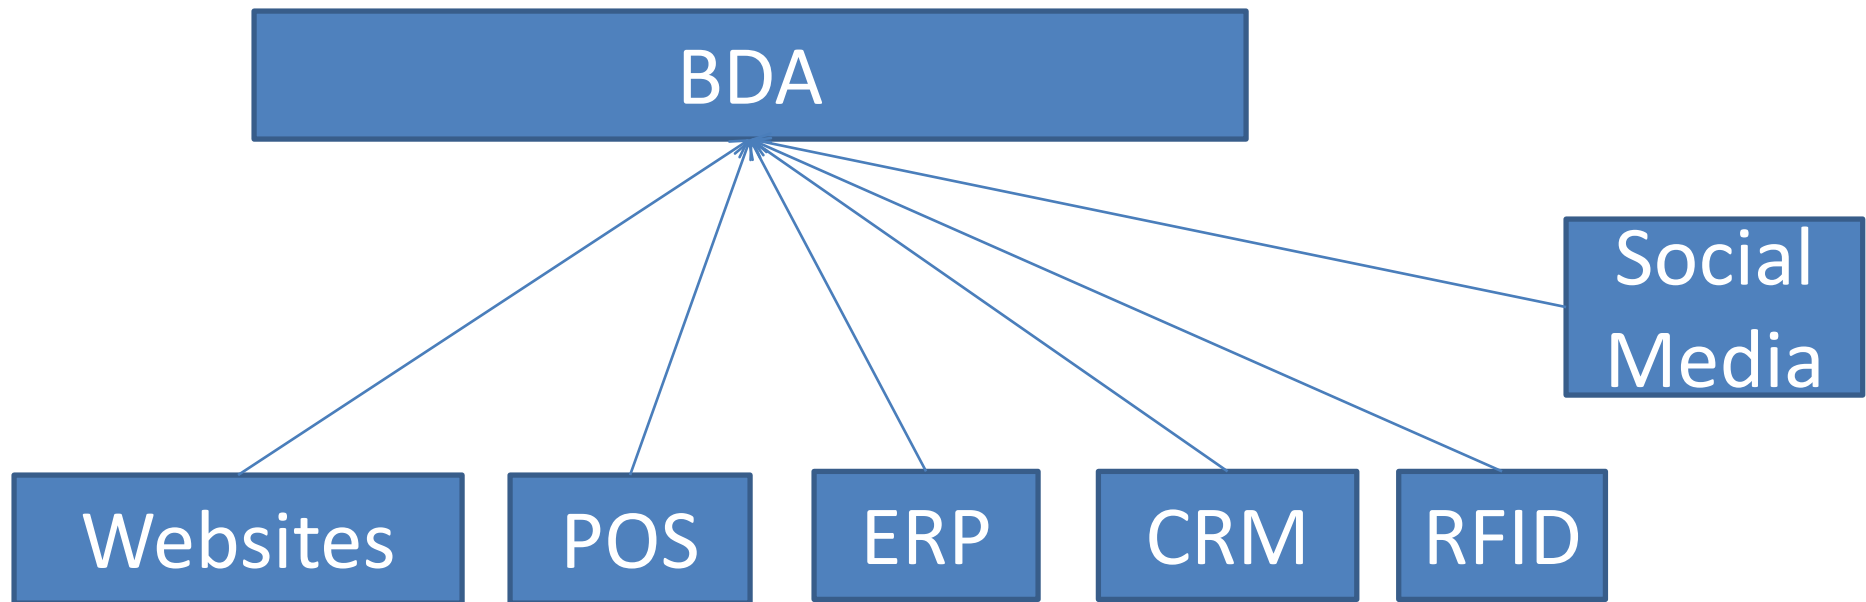 BDA
Social
Media
Websites
POS
ERP
CRM
RFID